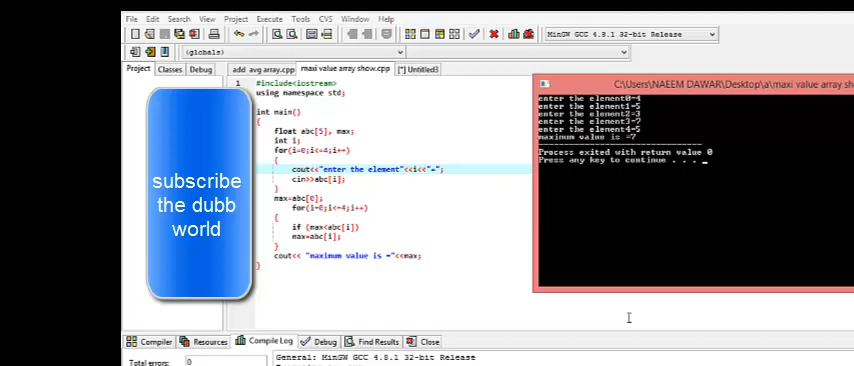 File Edit Search View Project Execute Tools CVS Window Help
MinGW GCC 4.8.1 32-bit Release
(globals)
Project Classes Debug
add avg array.cpp maxi value array show.cpp [*] Untitled3
1 #include<iostream>
using namespace std;
int main()
{
float abc[5], max;
int i;
for(i=0;i<=4;i++)
{
cout<<"enter the element"<<i<<"=";
cin>>abc[i];
}
max=abc[0];
for(i=0;i<=4;i++)
{
if (max<abc[i])
max=abc[i];
}
cout<< "maximum value is ="<<max;
}
subscribe
the dubb
world
C:\Users\NAEEM DAWAR\Desktop\a\maxi value array sho
enter the element0=4
enter the element1=5
enter the element2=3
enter the element3=7
enter the element4=5
maximum value is =7
--------------------------------
Process exited with return value 0
Press any key to continue . . . _
Compiler Resources Compile Log Debug Find Results Close
Total errors: 0
General: MinGW GCC 4.8.1 32-bit Release